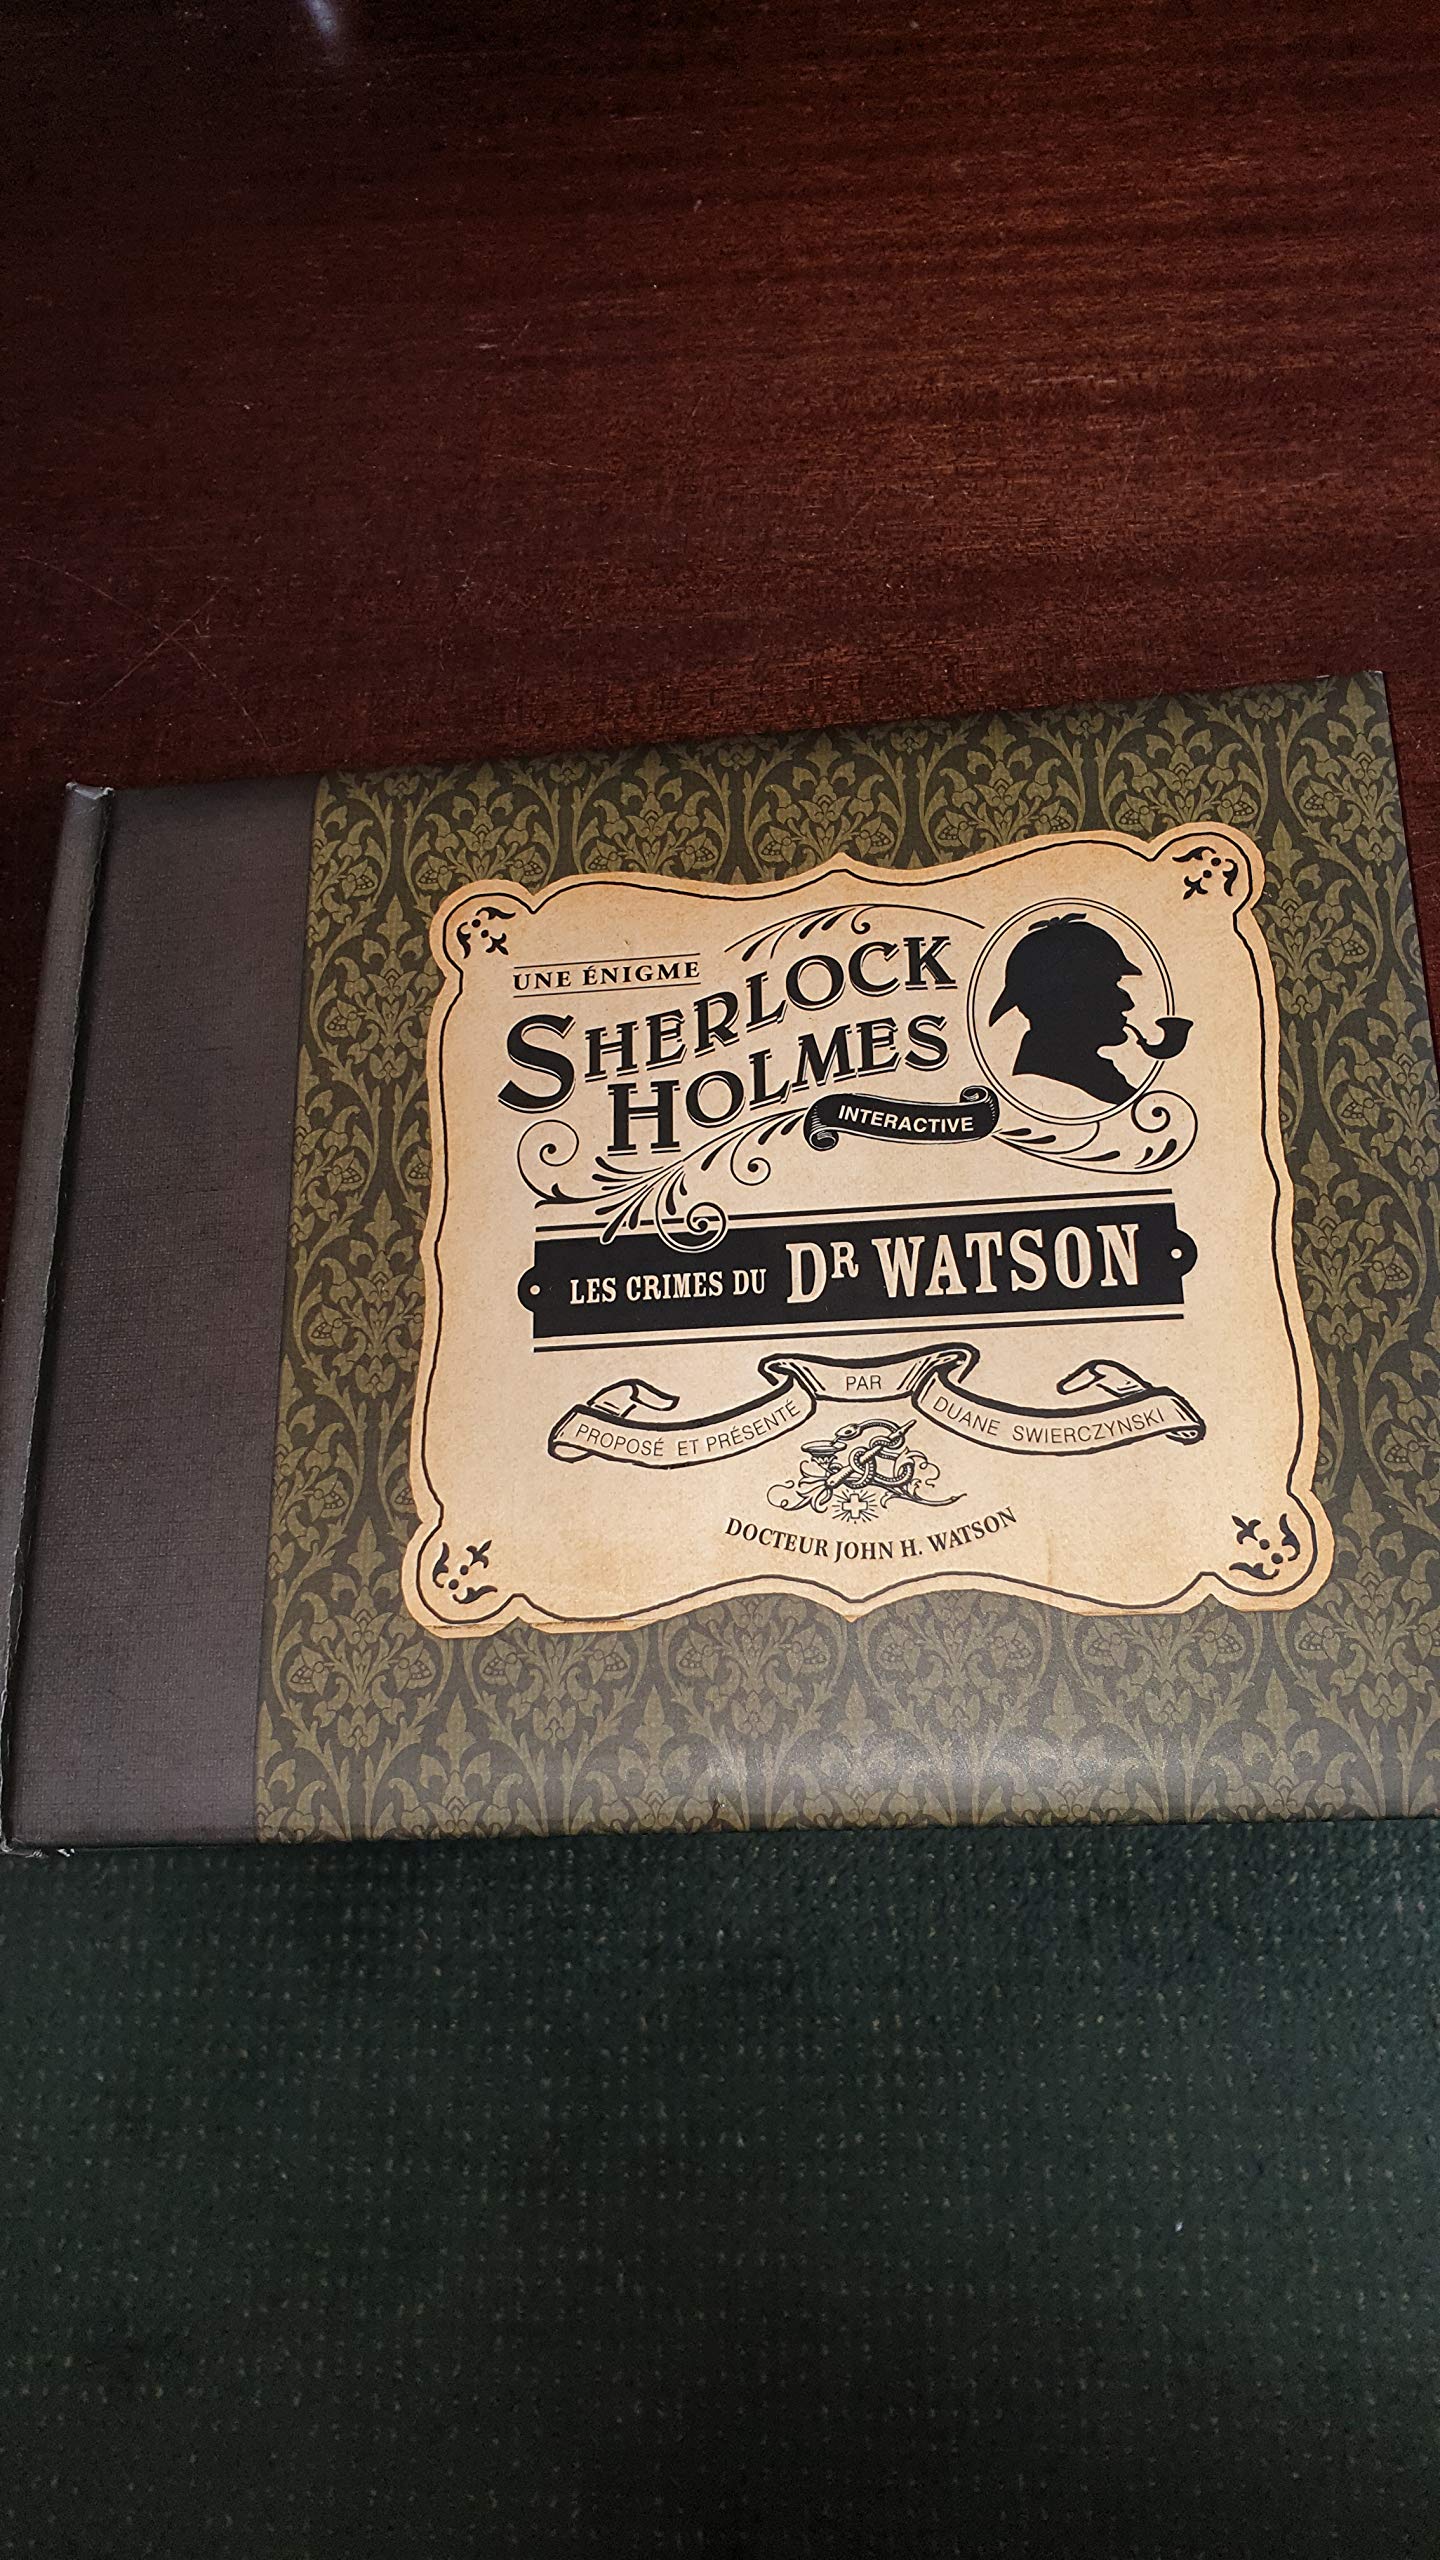 UNE ÉNIGME
SHERLOCK
HOLMES
INTERACTIVE
LES CRIMES DU DR WATSON
PROPOSÉ ET PRÉSENTÉ PAR DUANE SWIERCZYNSKI
DOCTEUR JOHN H. WATSON